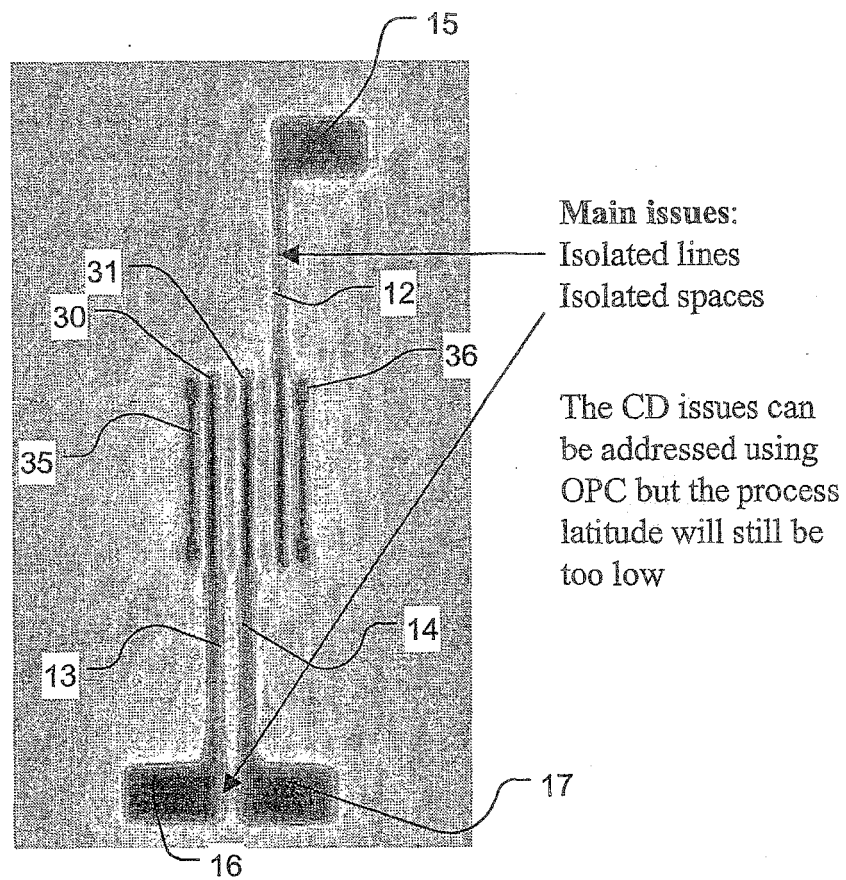 15
Main issues:
Isolated lines
Isolated spaces
31
12
30
36
The CD issues can
be addressed using
OPC but the process
latitude will still be
too low
35
14
13
17
16